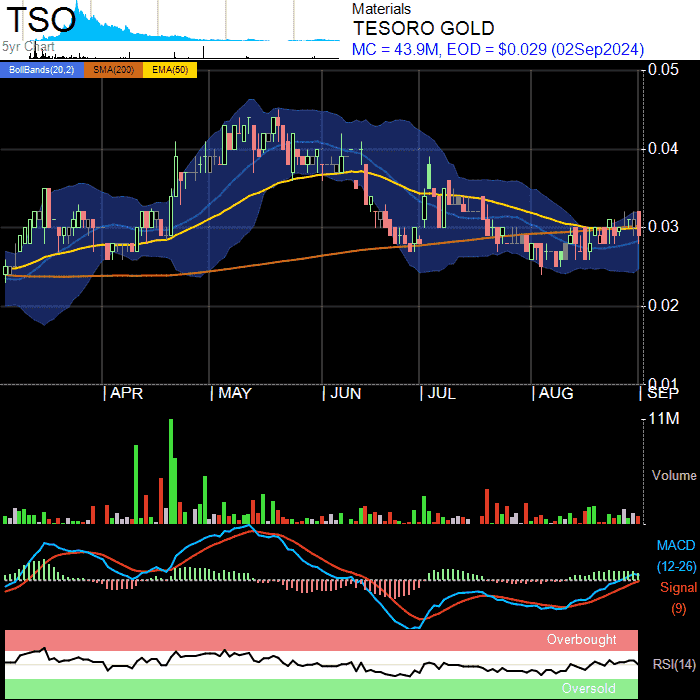 TSO
5yr Chart
Materials
TESORO GOLD
MC = 43.9M, EOD = $0.029 (02Sep2024)
BollBands(20,2) SMA(200) EMA(50)
0.05
0.04
0.03
0.02
0.01
| APR | MAY | JUN | JUL | AUG | SEP
11M
Volume
MACD
(12-26)
Signal
(9)
Overbought
RSI(14)
Oversold